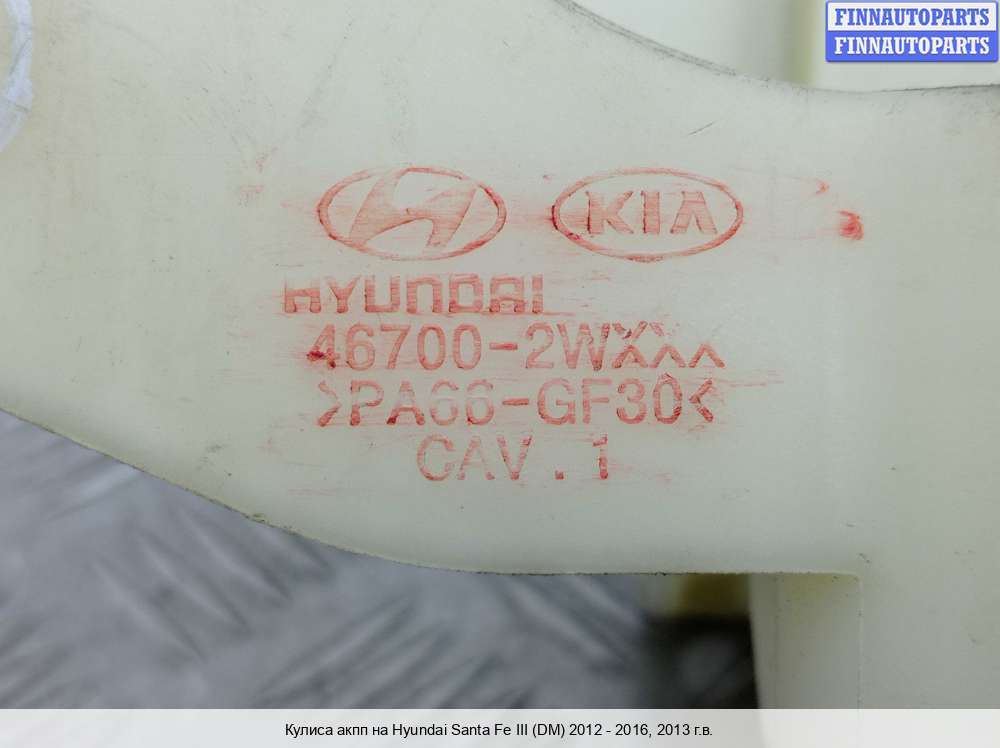 FINNAUTOPARTS
FINNAUTOPARTS
KIA
HYUNDAI
46700-2WXXX
>PA66-GF30<
CAV.1
Кулиса акпп на Hyundai Santa Fe III (DM) 2012 - 2016, 2013 г.в.